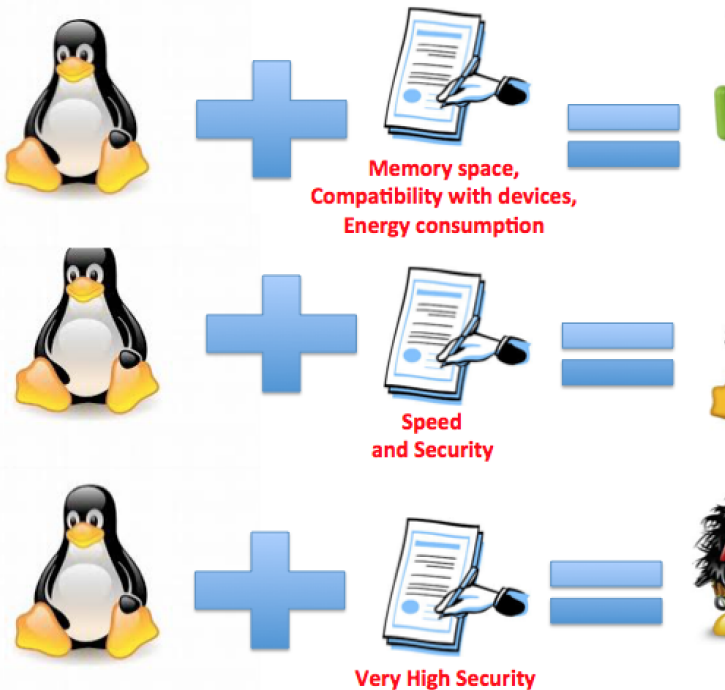 Memory space,
Compatibility with devices,
Energy consumption
Speed
and Security
Very High Security